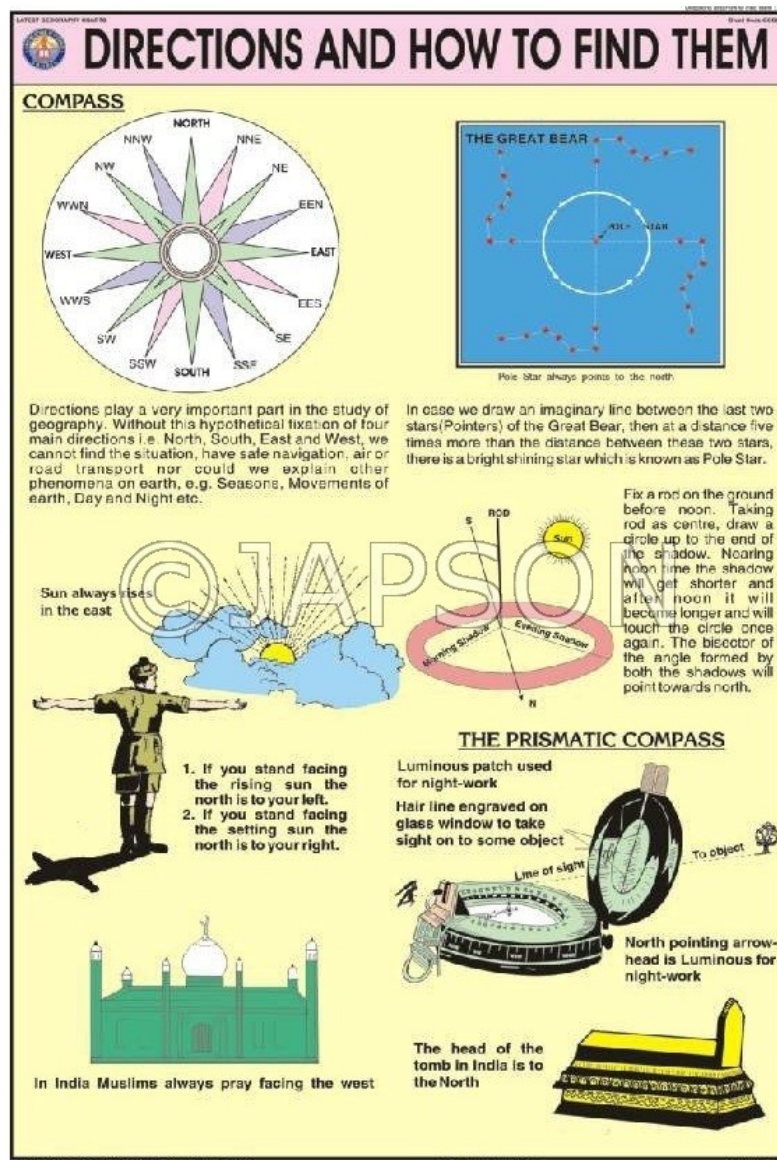 LATEST GEOGRAPHY CHARTS
DIRECTIONS AND HOW TO FIND THEM
COMPASS
NORTH
NNW
NNE
NW
NE
WWN
EEN
WEST
EAST
WWS
EES
SW
SE
SSW
SSE
SOUTH
THE GREAT BEAR
POLE STAR
Pole Star always points to the north
Directions play a very important part in the study of
geography. Without this hypothetical fixation of four
main directions i.e. North, South, East and West, we
cannot find the situation, have safe navigation, air or
road transport nor could we explain other
phenomena on earth, e.g. Seasons, Movements of
earth, Day and Night etc.
In case we draw an imaginary line between the last two
stars(Pointers) of the Great Bear, then at a distance five
times more than the distance between these two stars,
there is a bright shining star which is known as Pole Star.
Sun always rises
in the east
S
ROD
Sun
Morning Shadow
Evening Shadow
N
Fix a rod on the ground
before noon. Taking
rod as centre, draw a
circle up to the end of
the shadow. Nearing
noon time the shadow
will get shorter and
after noon it will
become longer and will
touch the circle once
again. The bisector of
the angle formed by
both the shadows will
point towards north.
©JAPSON
1. If you stand facing
the rising sun the
north is to your left.
2. If you stand facing
the setting sun the
north is to your right.
THE PRISMATIC COMPASS
Luminous patch used
for night-work
Hair line engraved on
glass window to take
sight on to some object
Line of sight
To object
North pointing arrow-
head is Luminous for
night-work
In India Muslims always pray facing the west
The head of the
tomb in India is to
the North